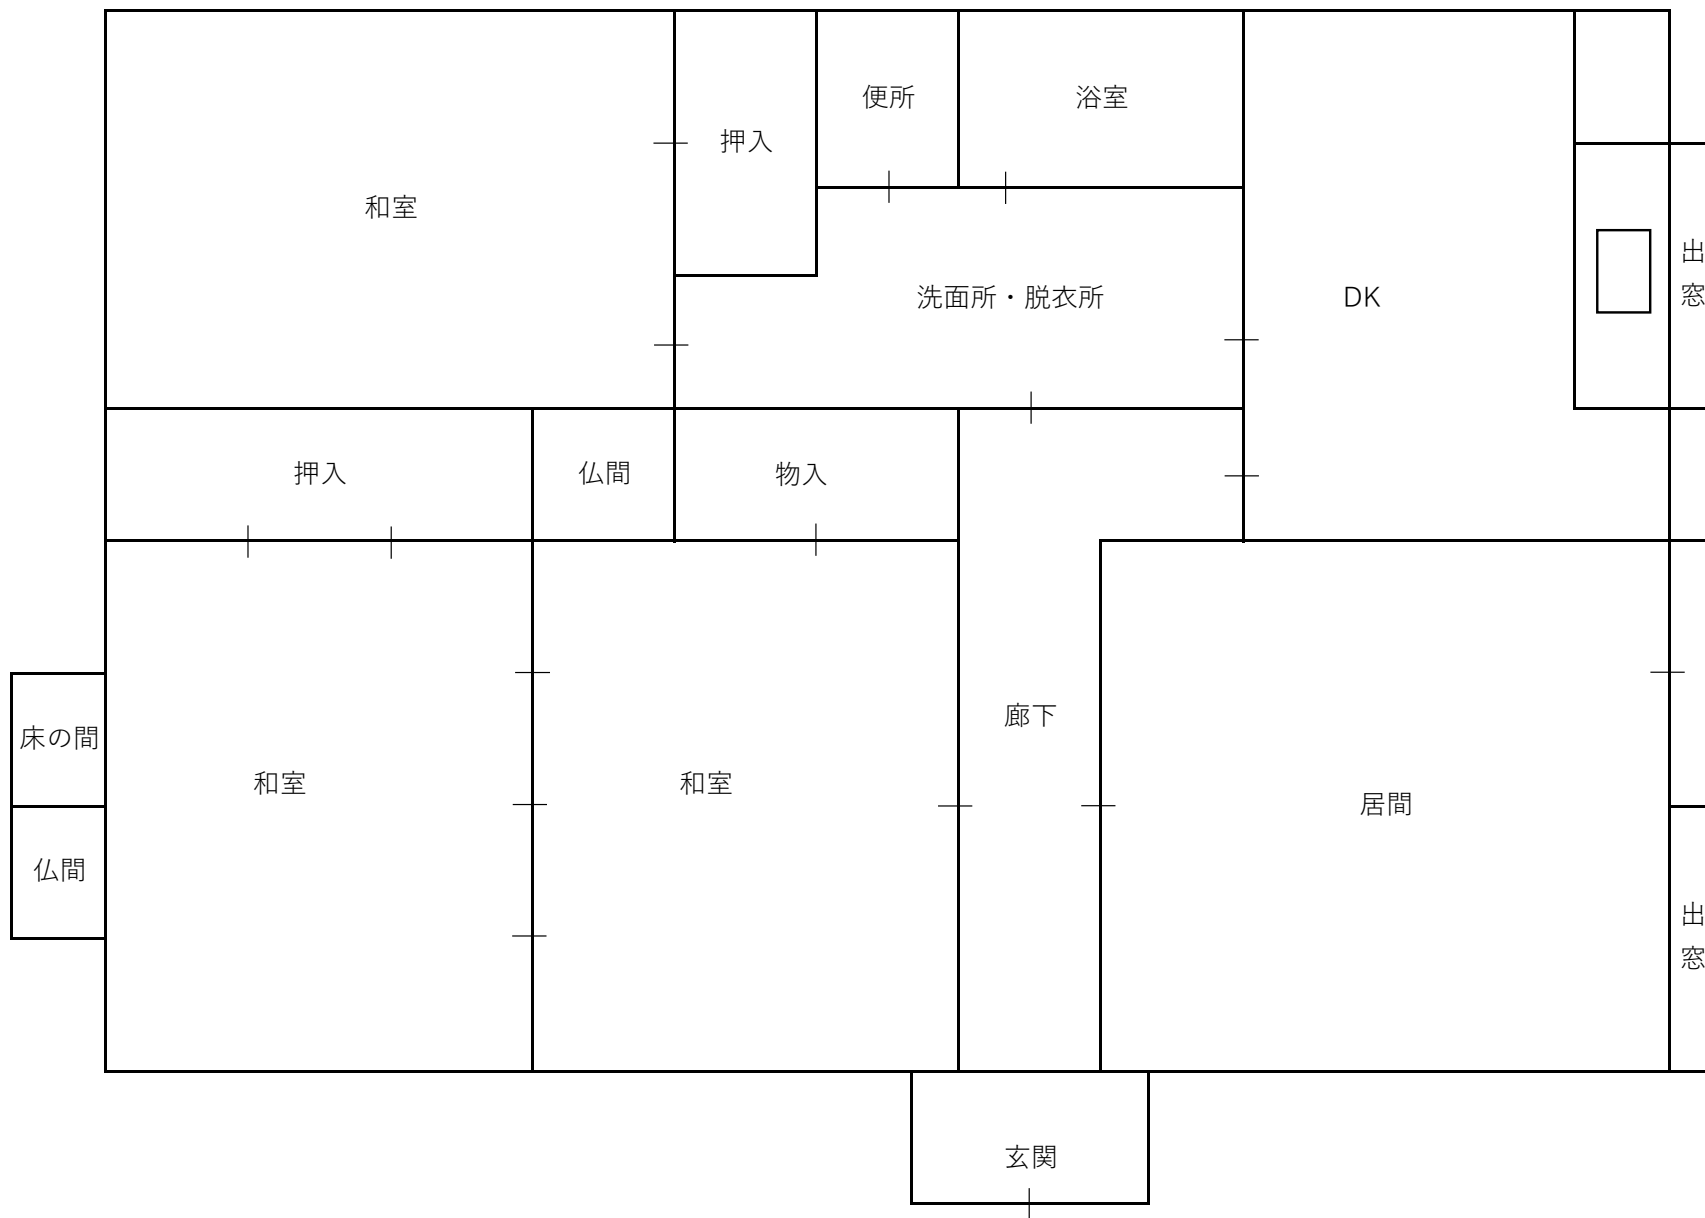 便所
浴室
押入
和室
出
窓
洗面所・脱衣所
DK
押入
仏間
物入
廊下
床の間
和室
和室
居間
仏間
出
窓
玄関